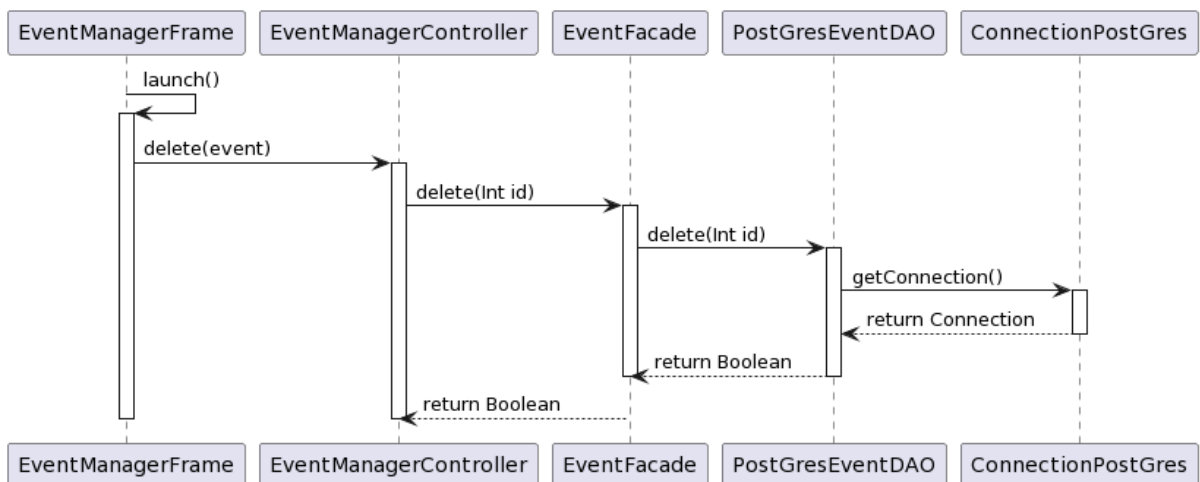 EventManagerFrame EventManagerController EventFacade PostGresEventDAO ConnectionPostGres
launch()
delete(event)
delete(Int id)
delete(Int id)
getConnection()
return Connection
return Boolean
return Boolean
EventManagerFrame EventManagerController EventFacade PostGresEventDAO ConnectionPostGres